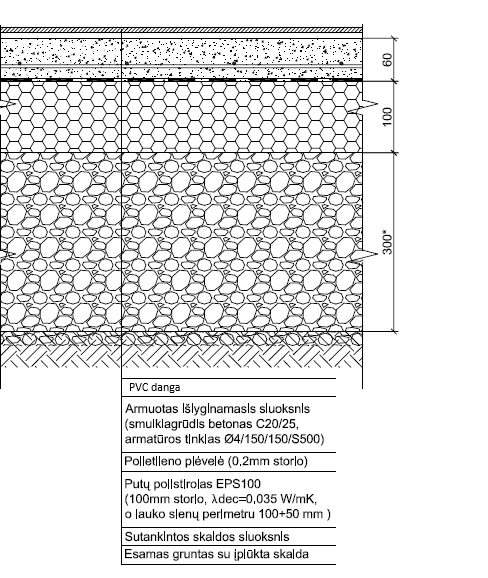 60
100
300*
PVC danga
Armuotas išlyginamasis sluoksnis
(smulkiagrūdis betonas C20/25,
armatūros tinklas Ø4/150/150/S500)
Polietileno plėvelė (0,2mm storio)
Putų polistirolas EPS100
(100mm storio, λdec=0,035 W/mK,
o lauko sienų perimetru 100+50 mm )
Sutankintos skaldos sluoksnis
Esamas gruntas su įplūkta skalda